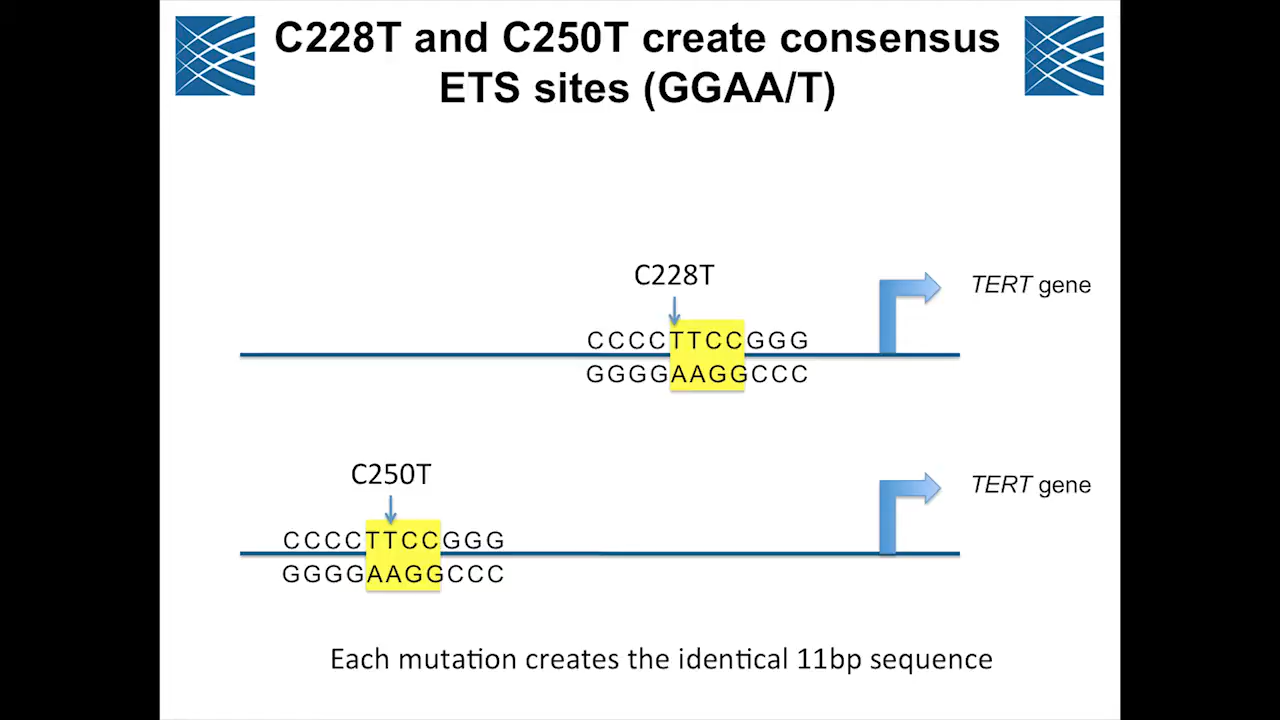 C228T and C250T create consensus
ETS sites (GGAA/T)
C228T
TERT gene
CCCCTTCCGGG
GGGGAAGGCCC
C250T
TERT gene
CCCCTTCCGGG
GGGGAAGGCCC
Each mutation creates the identical 11bp sequence